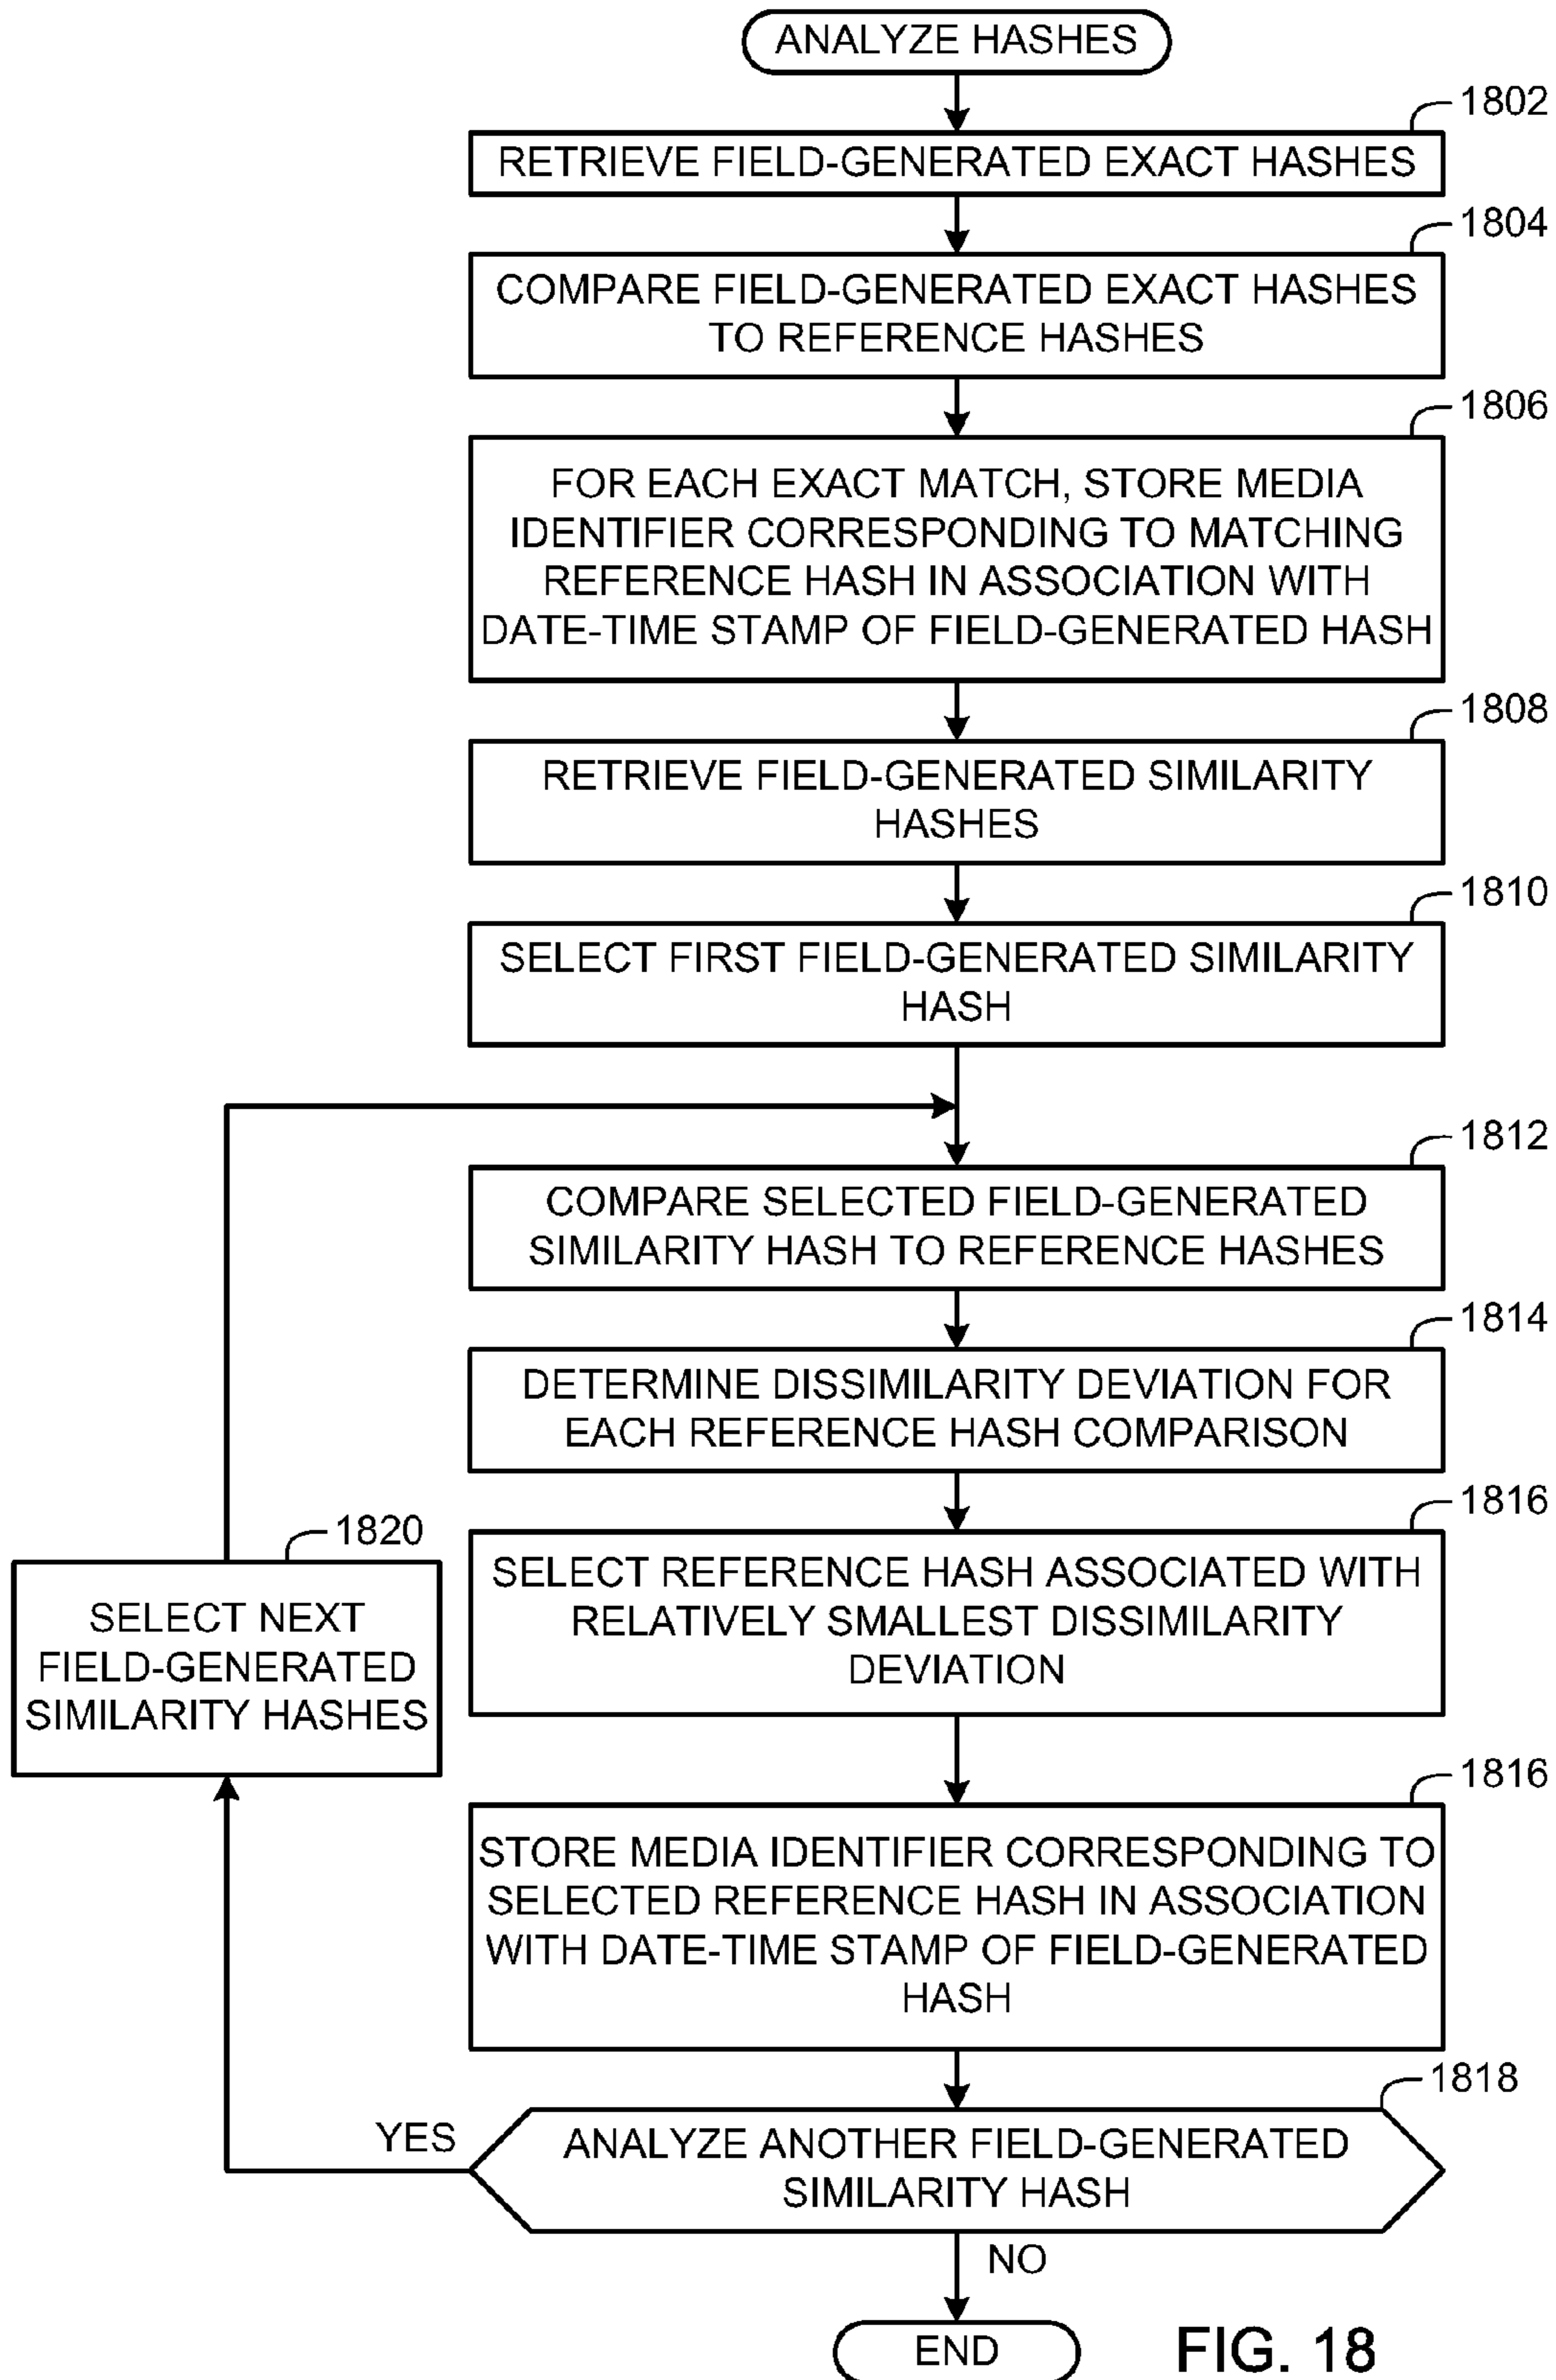 ANALYZE HASHES
1802
RETRIEVE FIELD-GENERATED EXACT HASHES
1804
COMPARE FIELD-GENERATED EXACT HASHES
TO REFERENCE HASHES
1806
FOR EACH EXACT MATCH, STORE MEDIA
IDENTIFIER CORRESPONDING TO MATCHING
REFERENCE HASH IN ASSOCIATION WITH
DATE-TIME STAMP OF FIELD-GENERATED HASH
1808
RETRIEVE FIELD-GENERATED SIMILARITY
HASHES
1810
SELECT FIRST FIELD-GENERATED SIMILARITY
HASH
1812
COMPARE SELECTED FIELD-GENERATED
SIMILARITY HASH TO REFERENCE HASHES
1814
DETERMINE DISSIMILARITY DEVIATION FOR
EACH REFERENCE HASH COMPARISON
1816
SELECT REFERENCE HASH ASSOCIATED WITH
RELATIVELY SMALLEST DISSIMILARITY
DEVIATION
1820
SELECT NEXT
FIELD-GENERATED
SIMILARITY HASHES
1816
STORE MEDIA IDENTIFIER CORRESPONDING TO
SELECTED REFERENCE HASH IN ASSOCIATION
WITH DATE-TIME STAMP OF FIELD-GENERATED
HASH
1818
YES
ANALYZE ANOTHER FIELD-GENERATED
SIMILARITY HASH
NO
END
FIG. 18